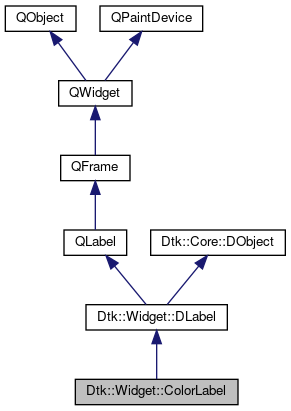 QObject
QPaintDevice
QWidget
QFrame
QLabel
Dtk::Core::DObject
Dtk::Widget::DLabel
Dtk::Widget::ColorLabel